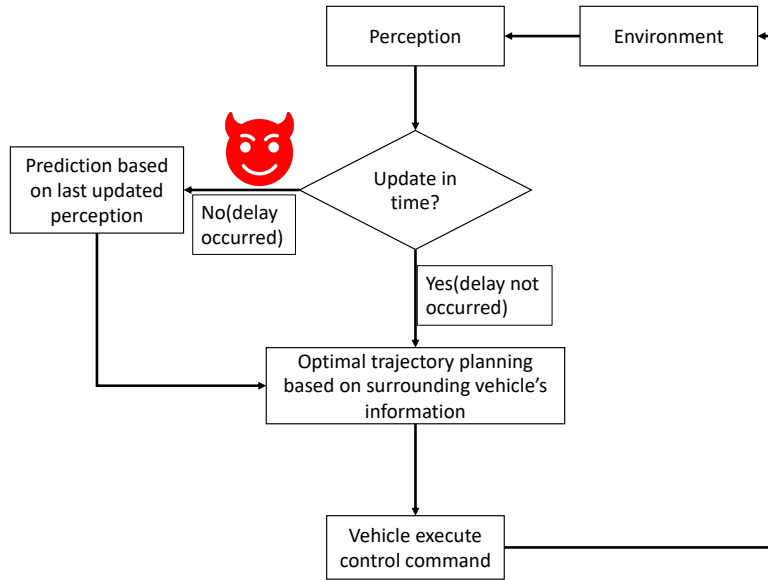 Perception
Environment
Update in
time?
Prediction based
on last updated
perception
No(delay
occurred)
Yes(delay not
occurred)
Optimal trajectory planning
based on surrounding vehicle’s
information
Vehicle execute
control command